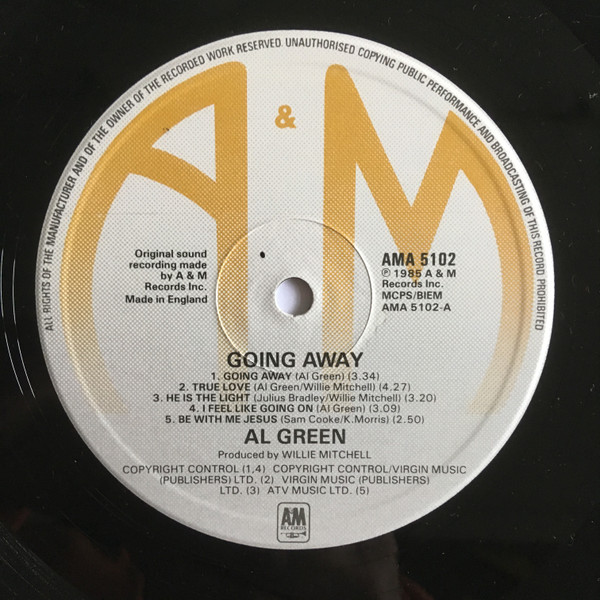 ALL RIGHTS OF THE MANUFACTURER AND OF THE OWNER OF THE RECORDED WORK RESERVED. UNAUTHORISED COPYING PUBLIC PERFORMANCE AND BROADCASTING OF THIS RECORD PROHIBITED
A & M
Original sound
recording made
by A & M
Records Inc.
Made in England
AMA 5102
℗ 1985 A & M
Records Inc.
MCPS/BIEM
AMA 5102-A
GOING AWAY
1. GOING AWAY (Al Green) (3.34)
2. TRUE LOVE (Al Green/Willie Mitchell) (4.27)
3. HE IS THE LIGHT (Julius Bradley/Willie Mitchell) (3.20)
4. I FEEL LIKE GOING ON (Al Green) (3.09)
5. BE WITH ME JESUS (Sam Cooke/K.Morris) (2.50)
AL GREEN
Produced by WILLIE MITCHELL
COPYRIGHT CONTROL (1,4) COPYRIGHT CONTROL/VIRGIN MUSIC
(PUBLISHERS) LTD. (2) VIRGIN MUSIC (PUBLISHERS)
LTD. (3) ATV MUSIC LTD. (5)
A&M
RECORDS